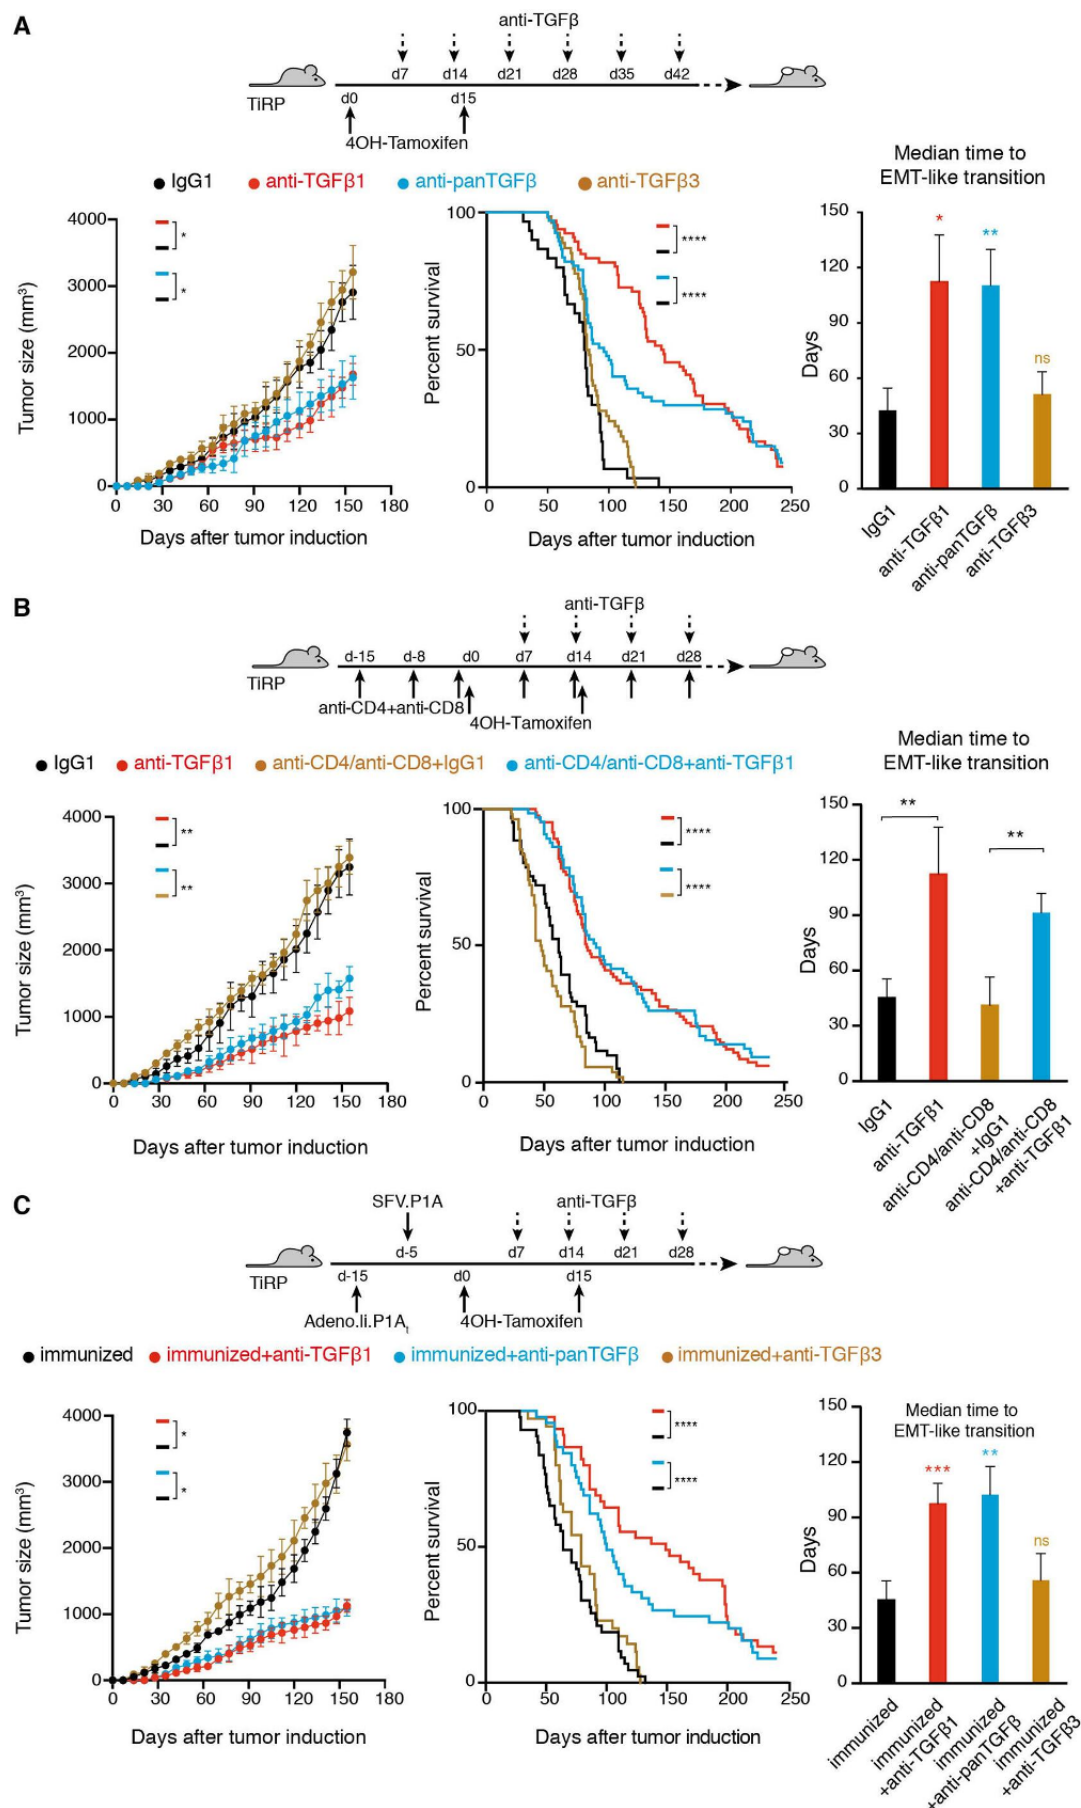 A
anti-TGFβ
d7 d14 d21 d28 d35 d42
TiRP
d0 d15
4OH-Tamoxifen
IgG1 anti-TGFβ1 anti-panTGFβ anti-TGFβ3
Median time to
EMT-like transition
4000
3000
2000
1000
0
Tumor size (mm³)
*
*
0 30 60 90 120 150 180
Days after tumor induction
100
50
0
Percent survival
****
****
0 50 100 150 200 250
Days after tumor induction
150
120
90
60
30
0
Days
* ** ns
IgG1
anti-TGFβ1
anti-panTGFβ
anti-TGFβ3
B
anti-TGFβ
d-15 d-8 d0 d7 d14 d21 d28
TiRP
anti-CD4+anti-CD8
4OH-Tamoxifen
IgG1 anti-TGFβ1 anti-CD4/anti-CD8+IgG1 anti-CD4/anti-CD8+anti-TGFβ1
Median time to
EMT-like transition
4000
3000
2000
1000
0
Tumor size (mm³)
**
**
0 30 60 90 120 150 180
Days after tumor induction
100
50
0
Percent survival
****
****
0 50 100 150 200 250
Days after tumor induction
150
120
90
60
30
0
Days
** **
IgG1
anti-TGFβ1
anti-CD4/anti-CD8
+IgG1
anti-CD4/anti-CD8
+anti-TGFβ1
C
SFV.P1A anti-TGFβ
d-5 d7 d14 d21 d28
TiRP
d-15 d0 d15
Adeno.Ii.P1At 4OH-Tamoxifen
immunized immunized+anti-TGFβ1 immunized+anti-panTGFβ immunized+anti-TGFβ3
Median time to
EMT-like transition
4000
3000
2000
1000
0
Tumor size (mm³)
*
*
0 30 60 90 120 150 180
Days after tumor induction
100
50
0
Percent survival
****
****
0 50 100 150 200 250
Days after tumor induction
150
120
90
60
30
0
Days
*** ** ns
immunized
immunized
+anti-TGFβ1
immunized
+anti-panTGFβ
immunized
+anti-TGFβ3